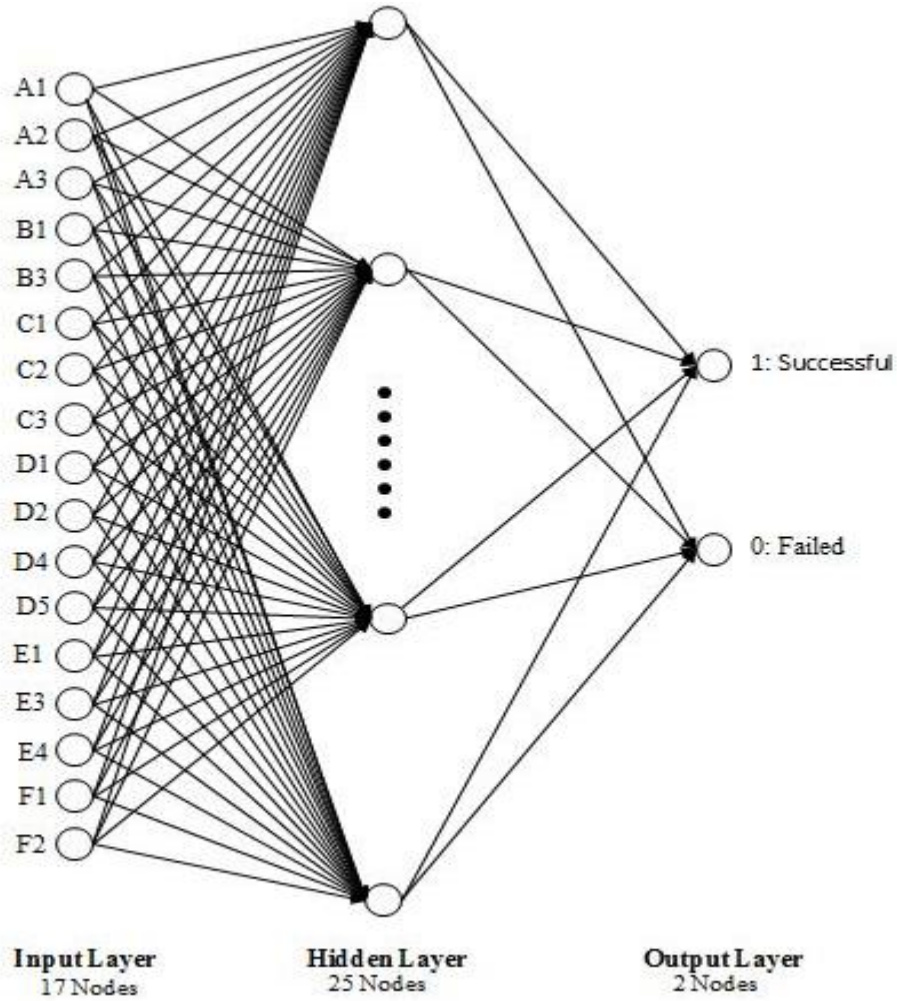 A1
A2
A3
B1
B3
C1
C2
C3
D1
D2
D4
D5
E1
E3
E4
F1
F2
1: Successful
0: Failed
Input Layer
17 Nodes
Hidden Layer
25 Nodes
Output Layer
2 Nodes